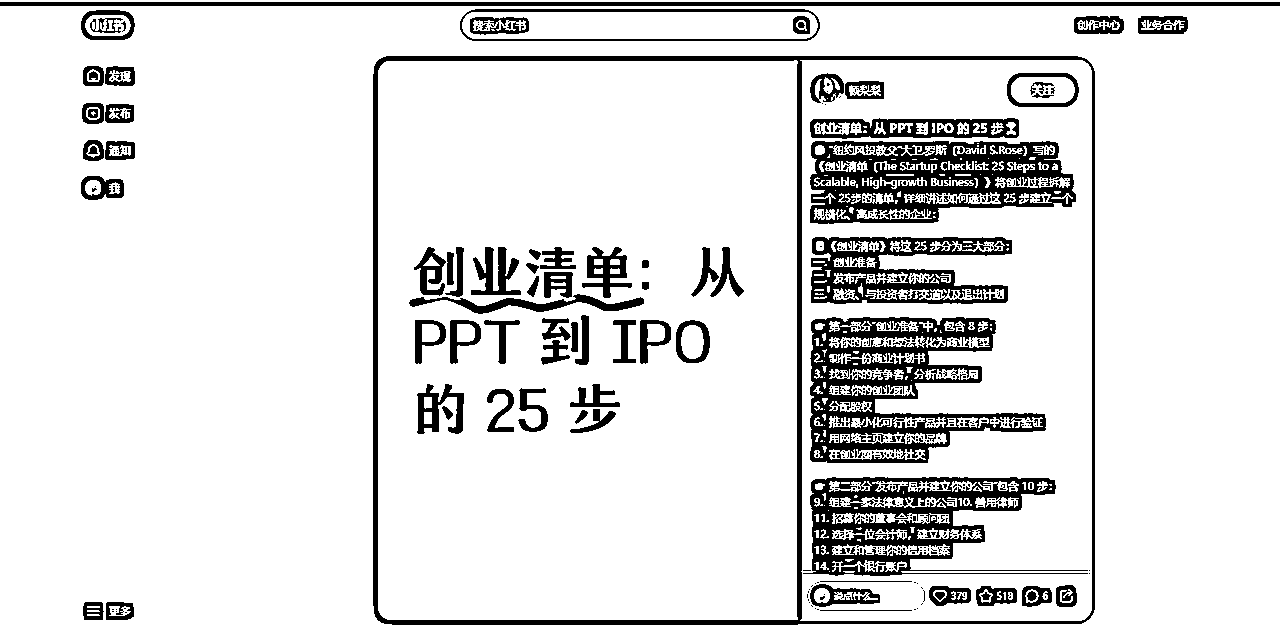 小红书
搜索小红书
创作中心
业务合作
发现
发布
通知
我
更多
创业清单：从
PPT 到 IPO
的 25 步
关注
创业清单：从 PPT 到 IPO 的 25 步
“纽约风投教父”大卫.罗斯（David S.Rose）写的
《创业清单（The Startup Checklist: 25 Steps to a
Scalable, High-growth Business）》将创业过程拆解
一个 25步的清单，详细讲述如何通过这 25 步建立一个
规模化、高成长性的企业：
《创业清单》将这 25 步分为三大部分：
一、创业准备
二、发布产品并建立你的公司
三、融资、与投资者打交道以及退出计划
第一部分“创业准备”中，包含 8 步：
1. 将你的创意和想法转化为商业模型
2. 制作一份商业计划书
3. 找到你的竞争者，分析战略格局
4. 组建你的创业团队
5. 分配股权
6. 推出最小化可行性产品并且在客户中进行验证
7. 用网络主页建立你的品牌
8. 在创业圈有效地社交
第二部分“发布产品并建立你的公司”包含 10 步：
9. 组建一家法律意义上的公司10. 善用律师
11. 招募你的董事会和顾问团
12. 选择一位会计师，建立财务体系
13. 建立和管理你的信用档案
14. 开一个银行账户
说点什么...
379
519
6